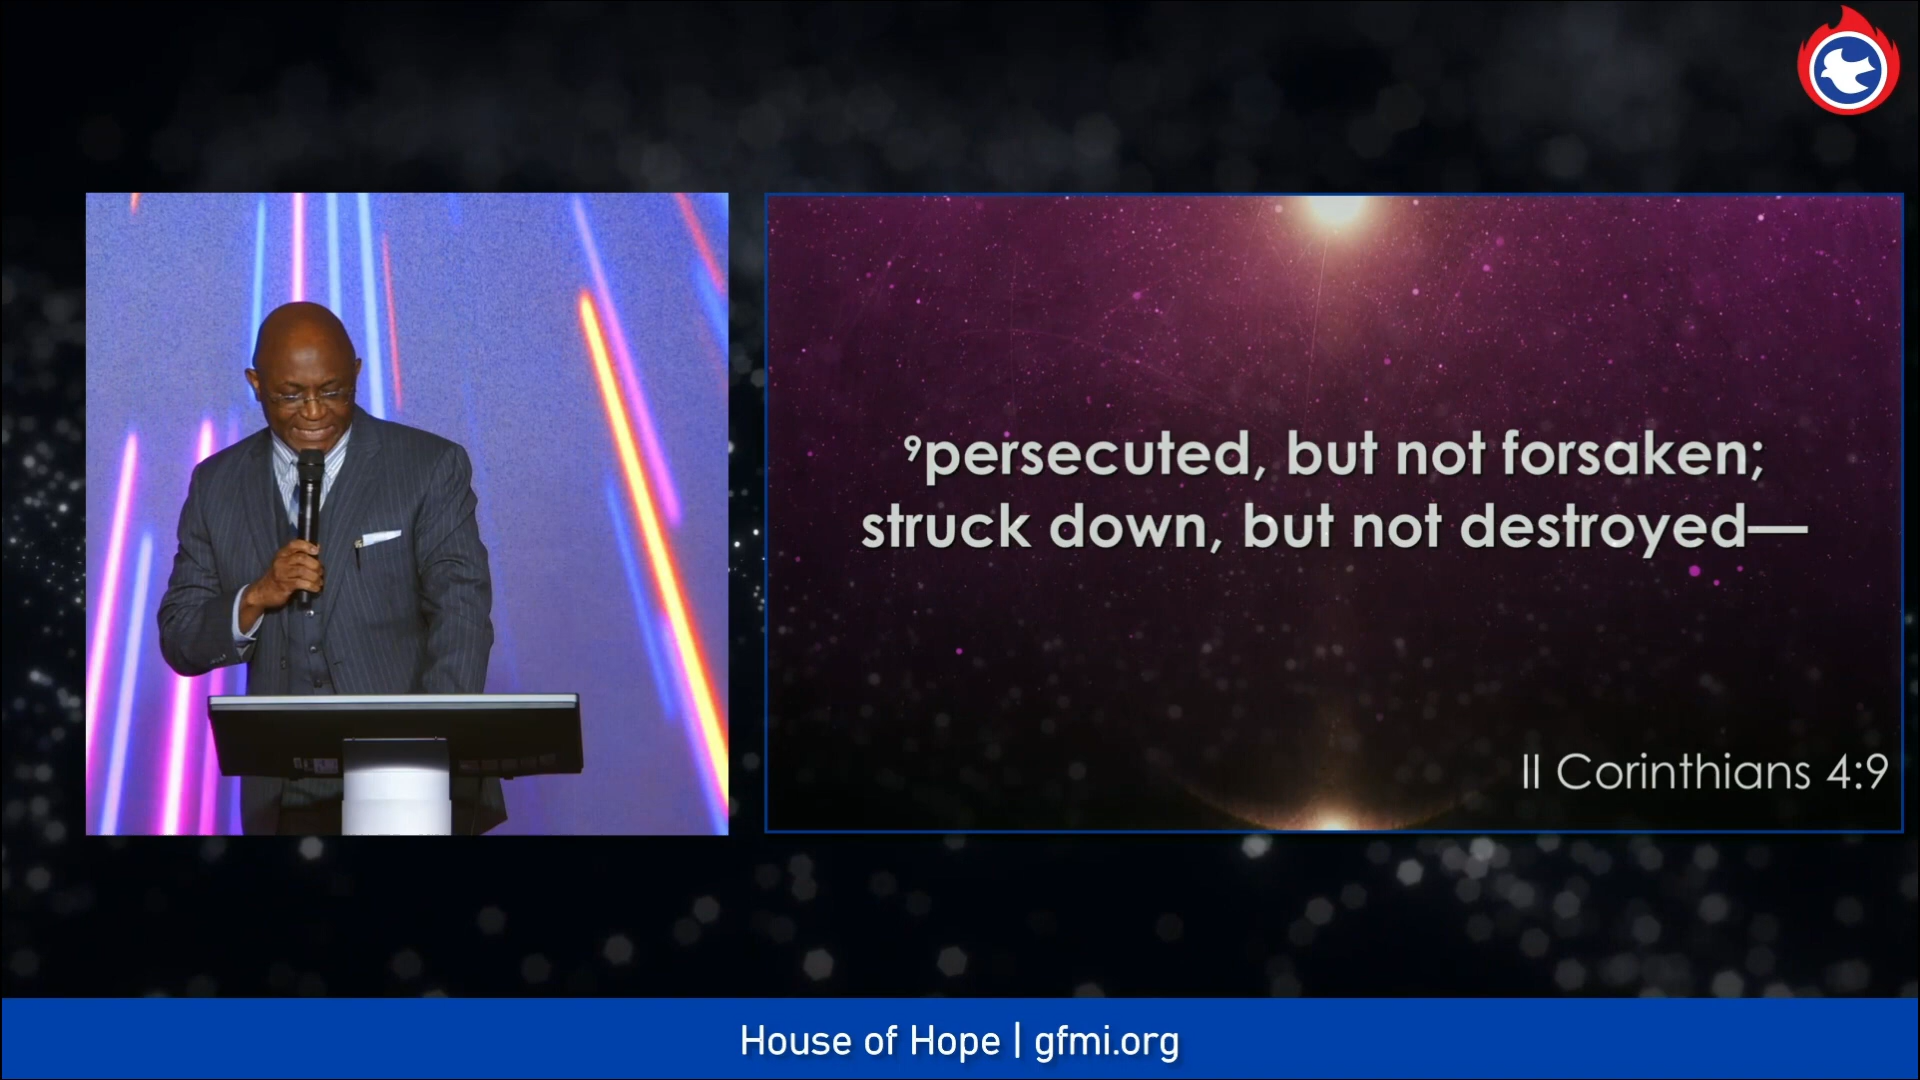 ⁹persecuted, but not forsaken;
struck down, but not destroyed—
II Corinthians 4:9
House of Hope | gfmi.org